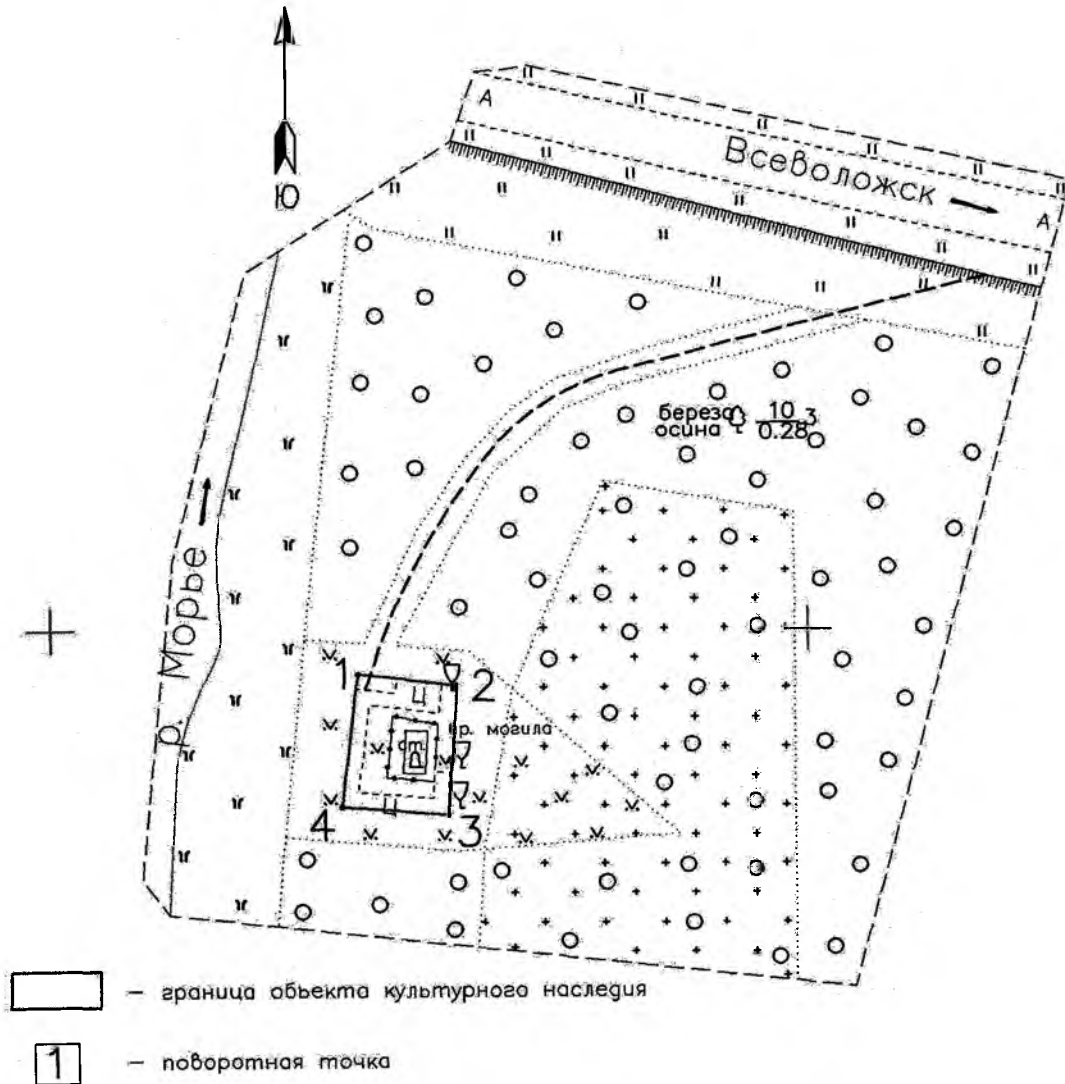 Ю
А
Всеволожск
А
береза 10 3
осина 0.28
р. Морье
1
2
бр. могила
4
3
– граница объекта культурного наследия
1 – поворотная точка